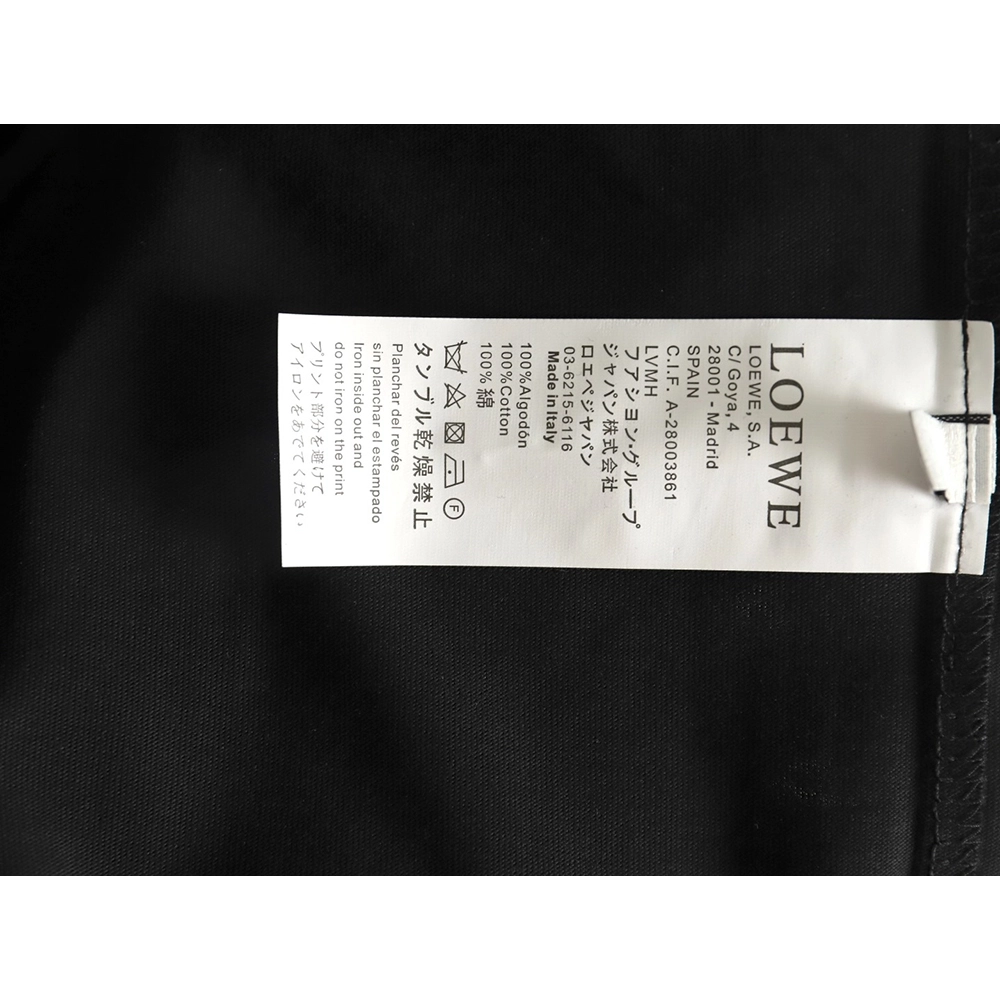 LOEWE
LOEWE, S.A.
C/Goya, 4
28001 - Madrid
SPAIN
C.I.F. A-28003861
LVMH
フアシヨン・グループ
ジャパン株式会社
ロエベジャパン
03-6215-6116
Made in Italy
100%Algodón
100%Cotton
100%綿
F
タンブル乾燥禁止
Planchar del revés
sin planchar el estampado
Iron inside out and
do not iron on the print
プリント部分を避けて
アイロンをあててください